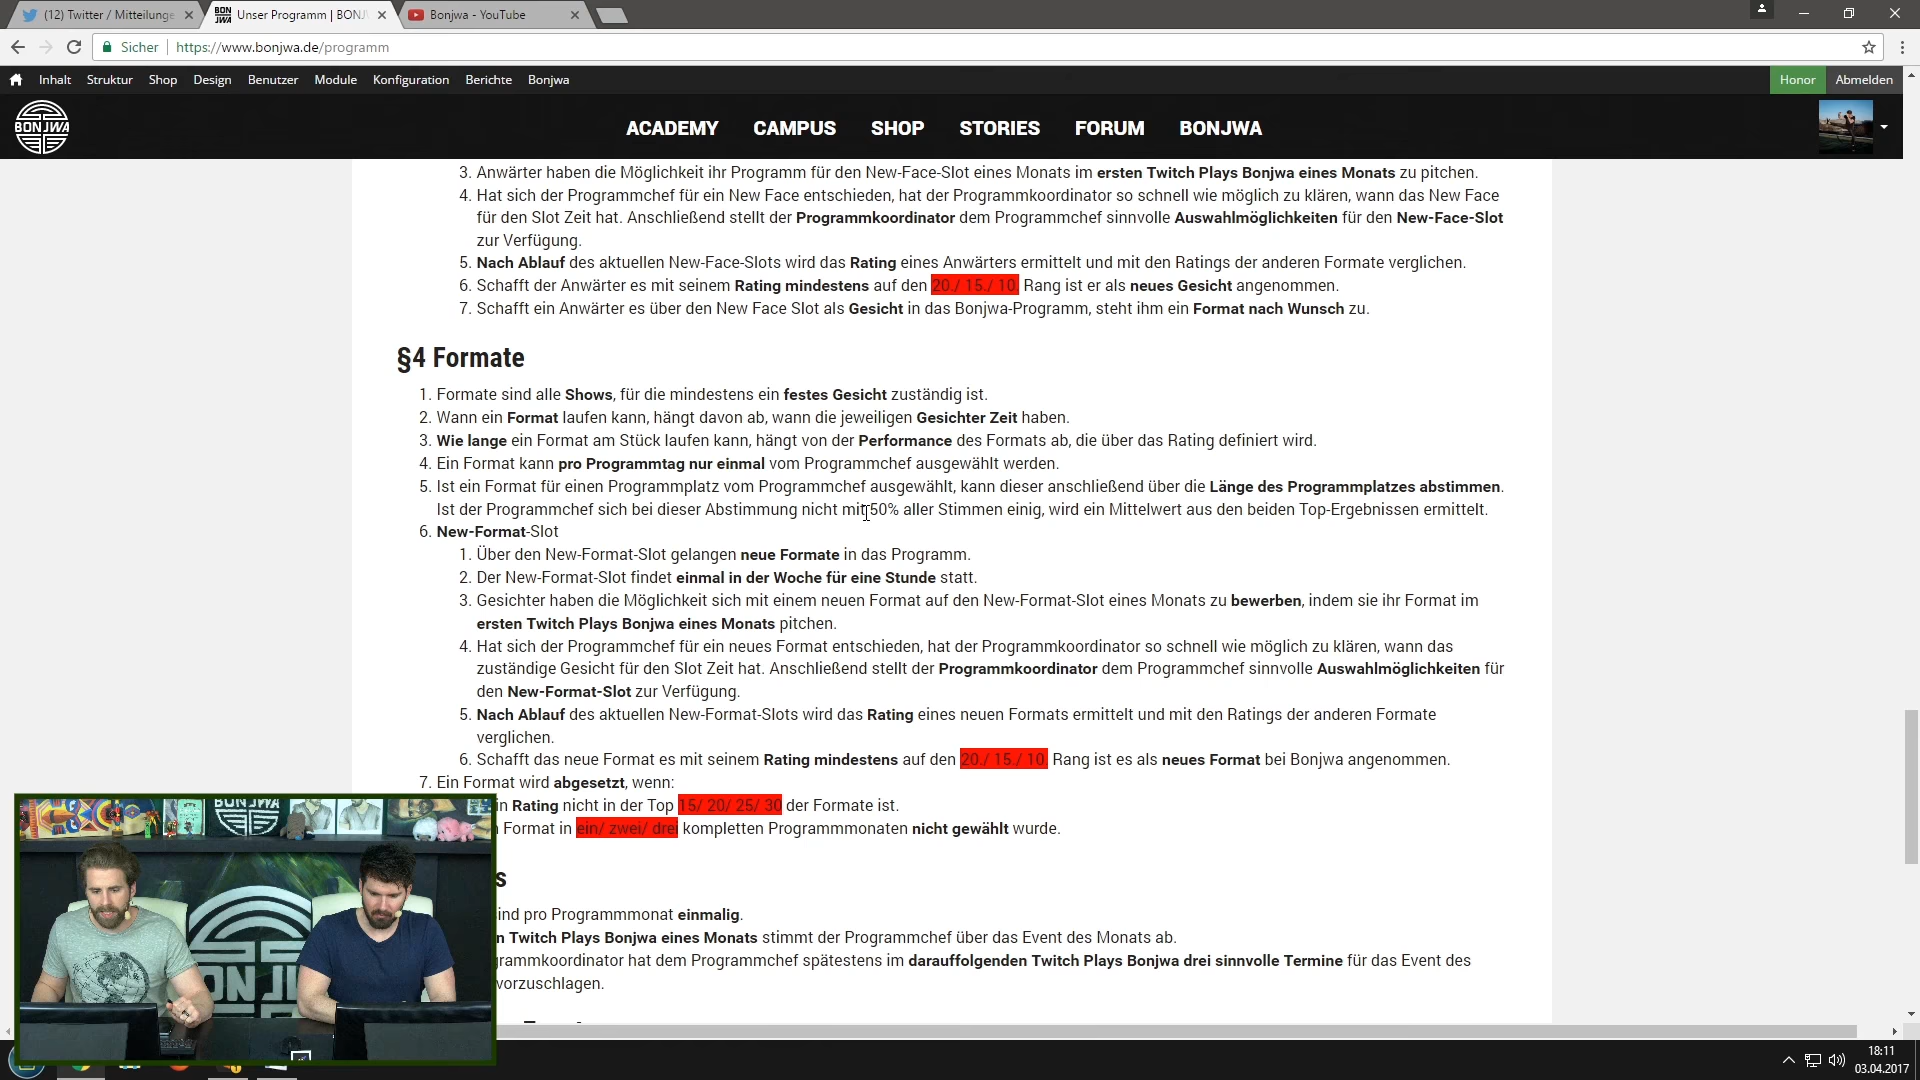 (12) Twitter / Mitteilunge
Unser Programm | BONJ
Bonjwa - YouTube
Sicher
https://www.bonjwa.de/programm
Inhalt Struktur Shop Design Benutzer Module Konfiguration Berichte Bonjwa
Honor Abmelden
BONJWA
ACADEMY CAMPUS SHOP STORIES FORUM BONJWA
3. Anwärter haben die Möglichkeit ihr Programm für den New-Face-Slot eines Monats im ersten Twitch Plays Bonjwa eines Monats zu pitchen.
4. Hat sich der Programmchef für ein New Face entschieden, hat der Programmkoordinator so schnell wie möglich zu klären, wann das New Face
für den Slot Zeit hat. Anschließend stellt der Programmkoordinator dem Programmchef sinnvolle Auswahlmöglichkeiten für den New-Face-Slot
zur Verfügung.
5. Nach Ablauf des aktuellen New-Face-Slots wird das Rating eines Anwärters ermittelt und mit den Ratings der anderen Formate verglichen.
6. Schafft der Anwärter es mit seinem Rating mindestens auf den 20./ 15./ 10. Rang ist er als neues Gesicht angenommen.
7. Schafft ein Anwärter es über den New Face Slot als Gesicht in das Bonjwa-Programm, steht ihm ein Format nach Wunsch zu.
§4 Formate
1. Formate sind alle Shows, für die mindestens ein festes Gesicht zuständig ist.
2. Wann ein Format laufen kann, hängt davon ab, wann die jeweiligen Gesichter Zeit haben.
3. Wie lange ein Format am Stück laufen kann, hängt von der Performance des Formats ab, die über das Rating definiert wird.
4. Ein Format kann pro Programmtag nur einmal vom Programmchef ausgewählt werden.
5. Ist ein Format für einen Programmplatz vom Programmchef ausgewählt, kann dieser anschließend über die Länge des Programmplatzes abstimmen.
Ist der Programmchef sich bei dieser Abstimmung nicht mit 50% aller Stimmen einig, wird ein Mittelwert aus den beiden Top-Ergebnissen ermittelt.
6. New-Format-Slot
1. Über den New-Format-Slot gelangen neue Formate in das Programm.
2. Der New-Format-Slot findet einmal in der Woche für eine Stunde statt.
3. Gesichter haben die Möglichkeit sich mit einem neuen Format auf den New-Format-Slot eines Monats zu bewerben, indem sie ihr Format im
ersten Twitch Plays Bonjwa eines Monats pitchen.
4. Hat sich der Programmchef für ein neues Format entschieden, hat der Programmkoordinator so schnell wie möglich zu klären, wann das
zuständige Gesicht für den Slot Zeit hat. Anschließend stellt der Programmkoordinator dem Programmchef sinnvolle Auswahlmöglichkeiten für
den New-Format-Slot zur Verfügung.
5. Nach Ablauf des aktuellen New-Format-Slots wird das Rating eines neuen Formats ermittelt und mit den Ratings der anderen Formate
verglichen.
6. Schafft das neue Format es mit seinem Rating mindestens auf den 20./ 15./ 10. Rang ist es als neues Format bei Bonjwa angenommen.
7. Ein Format wird abgesetzt, wenn:
in Rating nicht in der Top 15/ 20/ 25/ 30 der Formate ist.
Format in ein/ zwei/ drei kompletten Programmmonaten nicht gewählt wurde.
s
ind pro Programmmonat einmalig.
n Twitch Plays Bonjwa eines Monats stimmt der Programmchef über das Event des Monats ab.
grammkoordinator hat dem Programmchef spätestens im darauffolgenden Twitch Plays Bonjwa drei sinnvolle Termine für das Event des
vorzuschlagen.
BONJWA
18:11
03.04.2017